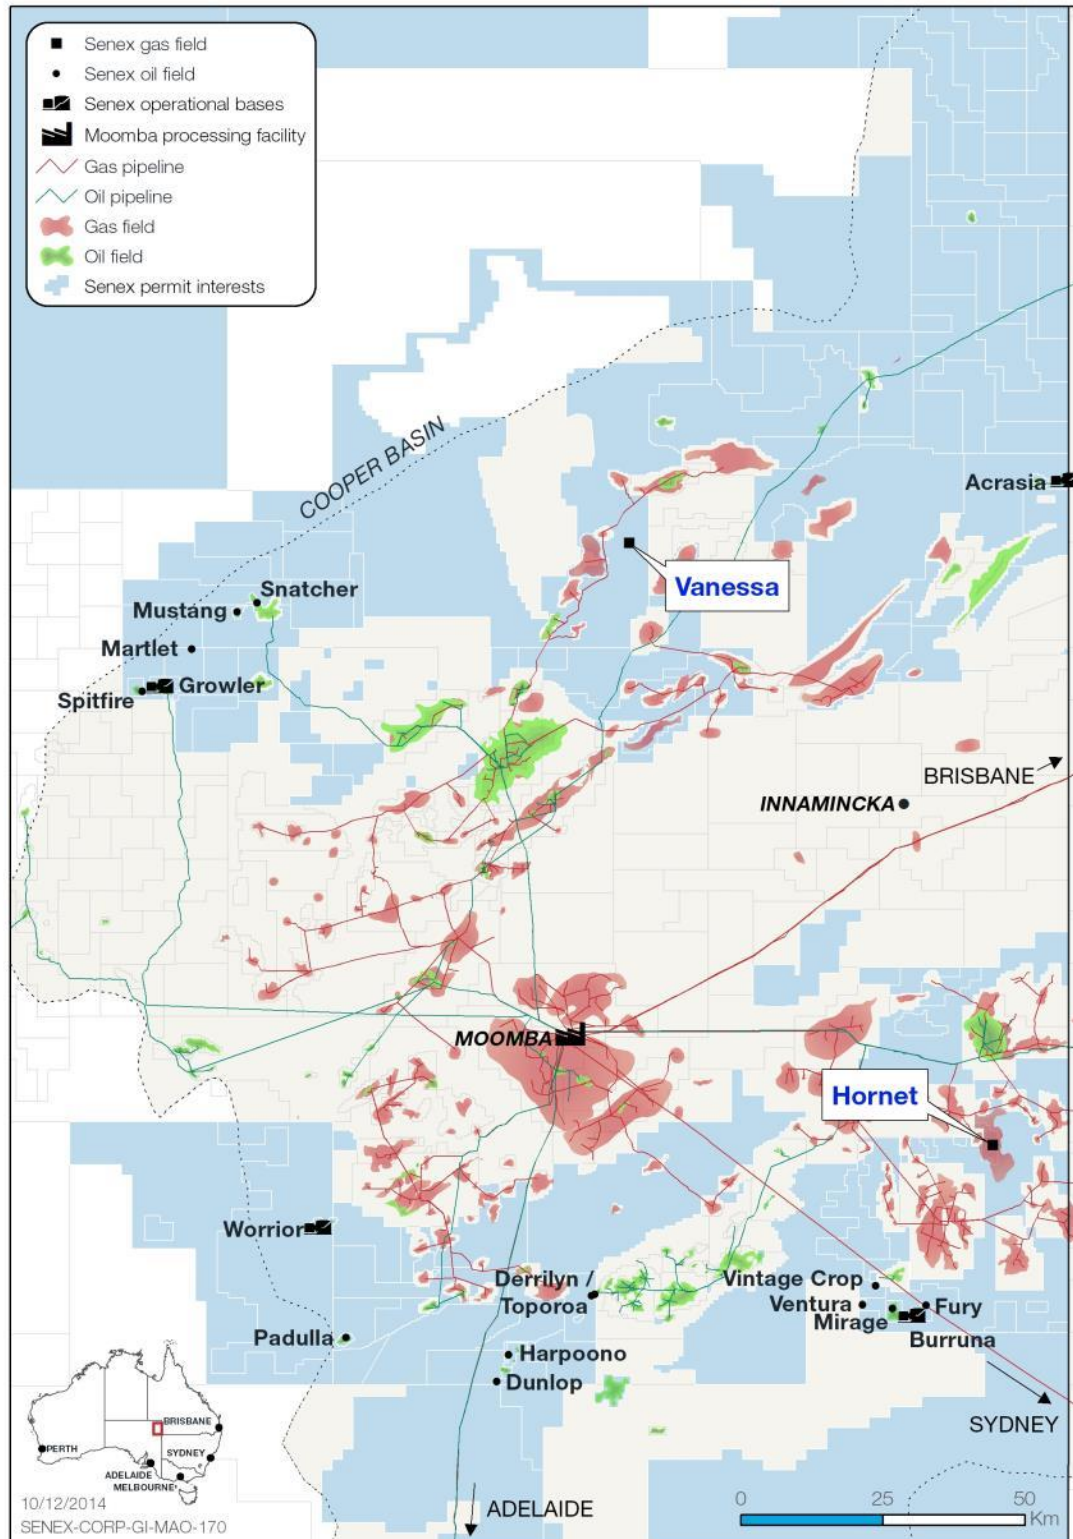 Senex gas field
Senex oil field
Senex operational bases
Moomba processing facility
Gas pipeline
Oil pipeline
Gas field
Oil field
Senex permit interests
COOPER BASIN
Acrasia
Vanessa
Snatcher
Mustang
Martlet
Growler
Spitfire
BRISBANE
INNAMINCKA
MOOMBA
Hornet
Worrior
Derrilyn /
Toporoa
Vintage Crop
Ventura
Fury
Mirage
Burruna
Padulla
Harpoono
Dunlop
SYDNEY
ADELAIDE
BRISBANE
PERTH
SYDNEY
ADELAIDE
MELBOURNE
10/12/2014
SENEX-CORP-GI-MAO-170
0 25 50
Km